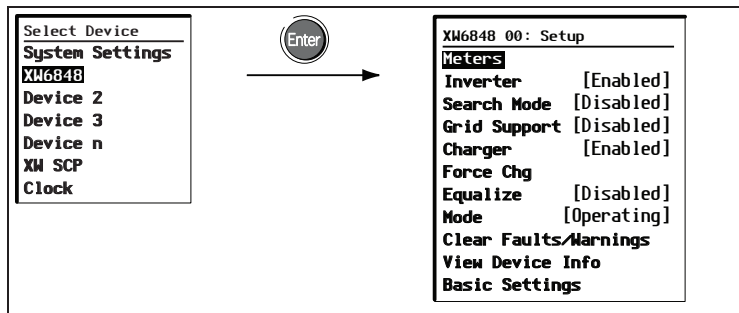 Select Device
System Settings
XW6848
Device 2
Device 3
Device n
XW SCP
Clock
Enter
XW6848 00: Setup
Meters
Inverter [Enabled]
Search Mode [Disabled]
Grid Support [Disabled]
Charger [Enabled]
Force Chg
Equalize [Disabled]
Mode [Operating]
Clear Faults/Warnings
View Device Info
Basic Settings